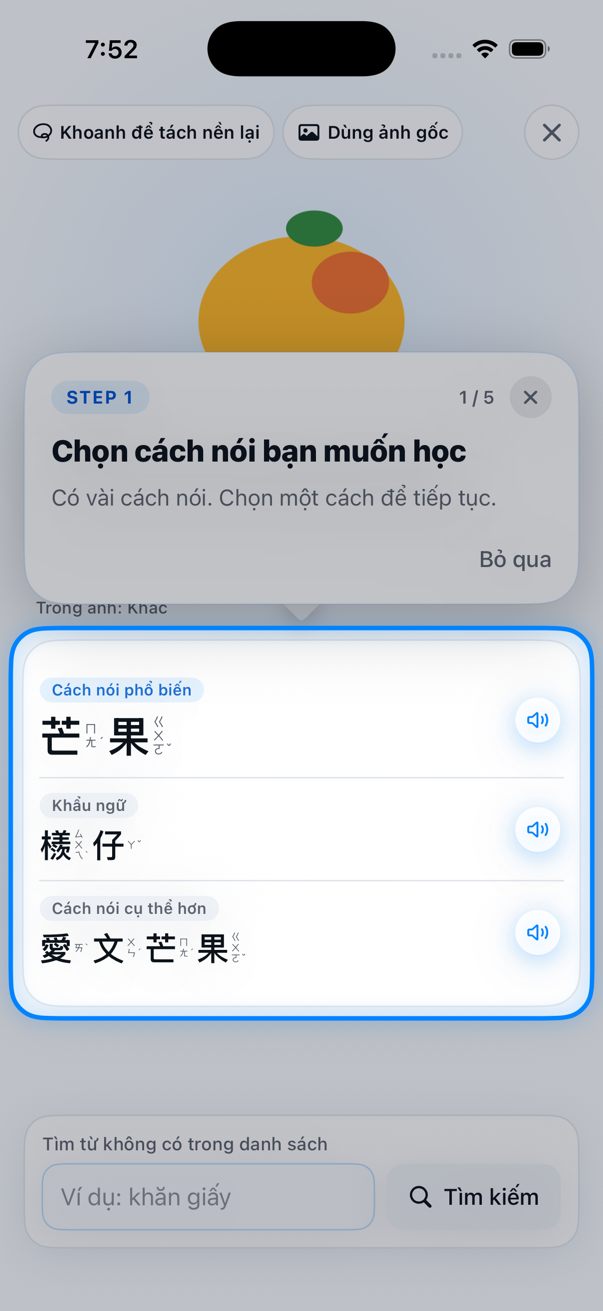 7:52
Khoanh để tách nền lại
Dùng ảnh gốc
STEP 1
1 / 5
Chọn cách nói bạn muốn học
Có vài cách nói. Chọn một cách để tiếp tục.
Bỏ qua
Trong ảnh: Khác
Cách nói phổ biến
芒ㄇㄤˊ果ㄍㄨㄛˇ
Khẩu ngữ
檨ㄙㄨㄟ仔ㄚˇ
Cách nói cụ thể hơn
愛ㄞˋ文ㄨㄣˊ芒ㄇㄤˊ果ㄍㄨㄛˇ
Tìm từ không có trong danh sách
Ví dụ: khăn giấy
Tìm kiếm